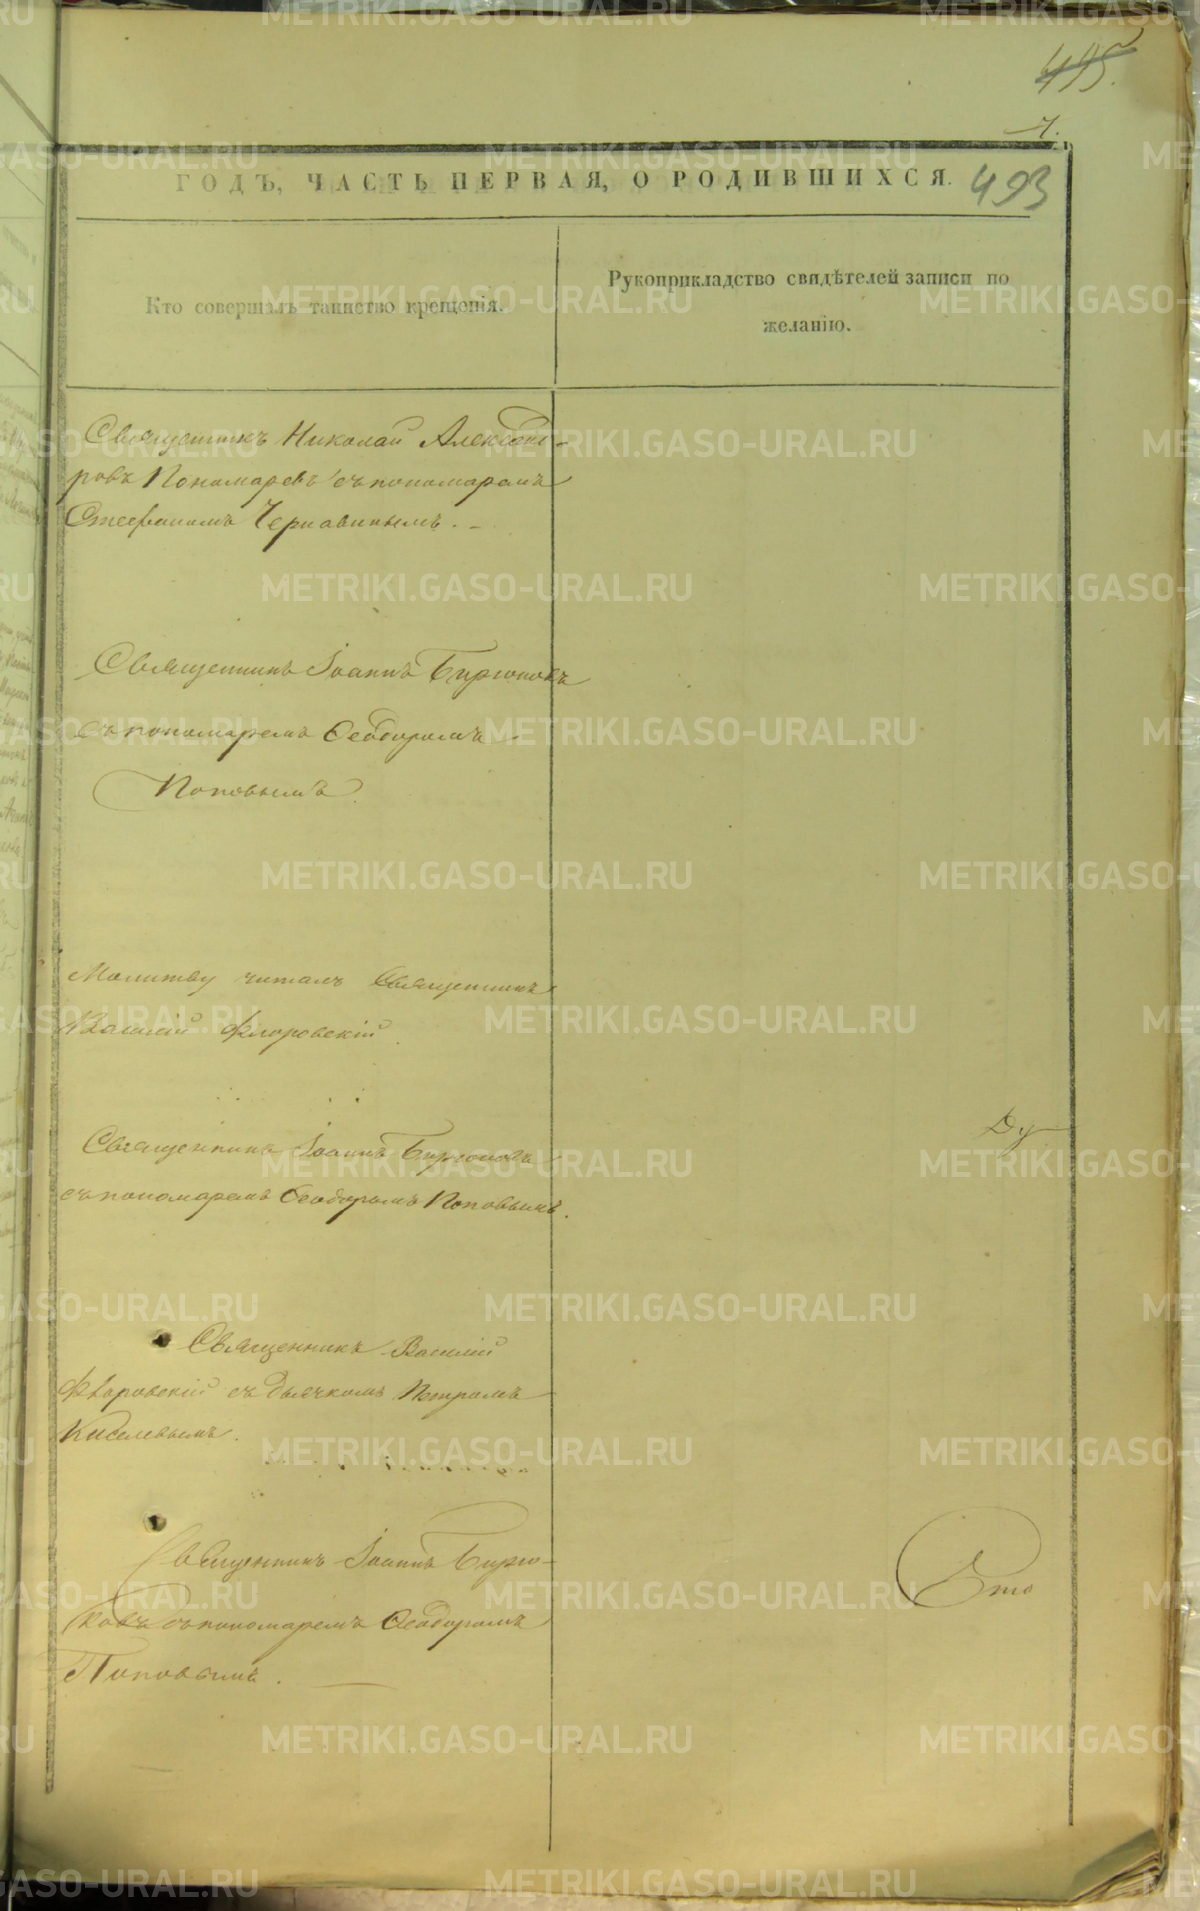 495.
7.
ГОДЪ, ЧАСТЬ ПЕРВАЯ, О РОДИВШИХСЯ.
493
Кто совершалъ таинство крещенія.
Рукоприкладство свидѣтелей записи по
желанію.
Священникъ Николай Александ-
ровъ Пономаревъ съ пономаремъ
Стефаномъ Чернавинымъ.
Священникъ Іоаннъ Бирюковъ
съ пономаремъ Ѳеодоромъ
Поповымъ.
Молитву читалъ Священникъ
Василій Флоровскій.
Священникъ Іоаннъ Бирюковъ
съ пономаремъ Ѳеодоромъ Поповымъ.
Ду
Священникъ Василій
Флоровскій съ дьячкомъ Петромъ
Киселевымъ.
Священникъ Іоаннъ Бирю-
ковъ съ пономаремъ Ѳеодоромъ
Поповымъ.
METRIKI.GASO-URAL.RU